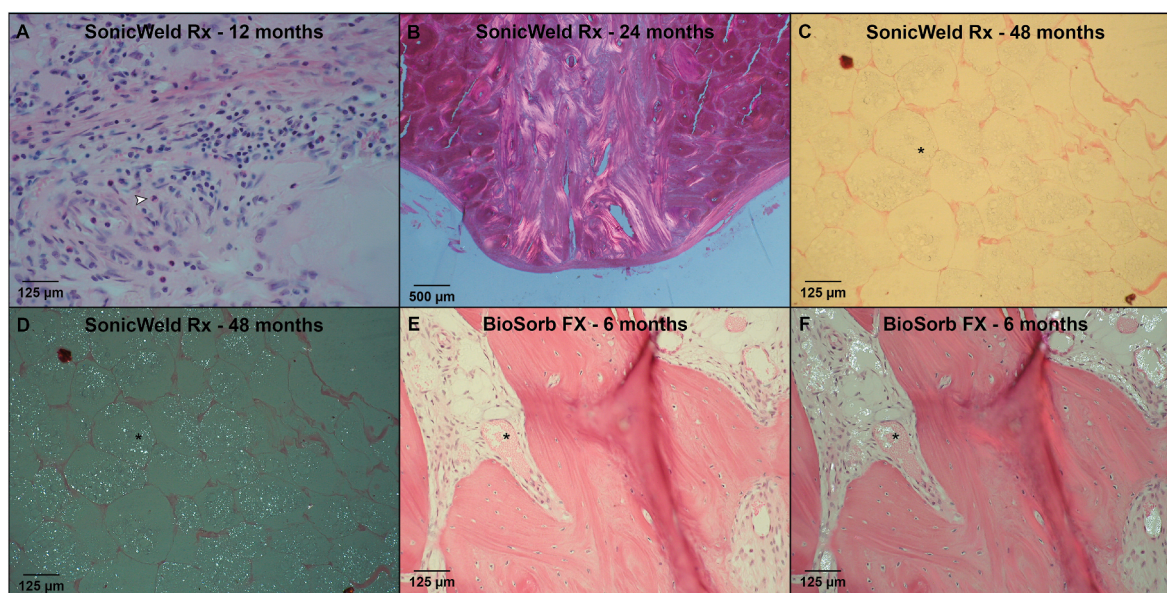 A SonicWeld Rx - 12 months
125 µm
B SonicWeld Rx - 24 months
500 µm
C SonicWeld Rx - 48 months
*
125 µm
D SonicWeld Rx - 48 months
*
125 µm
E BioSorb FX - 6 months
*
125 µm
F BioSorb FX - 6 months
*
125 µm